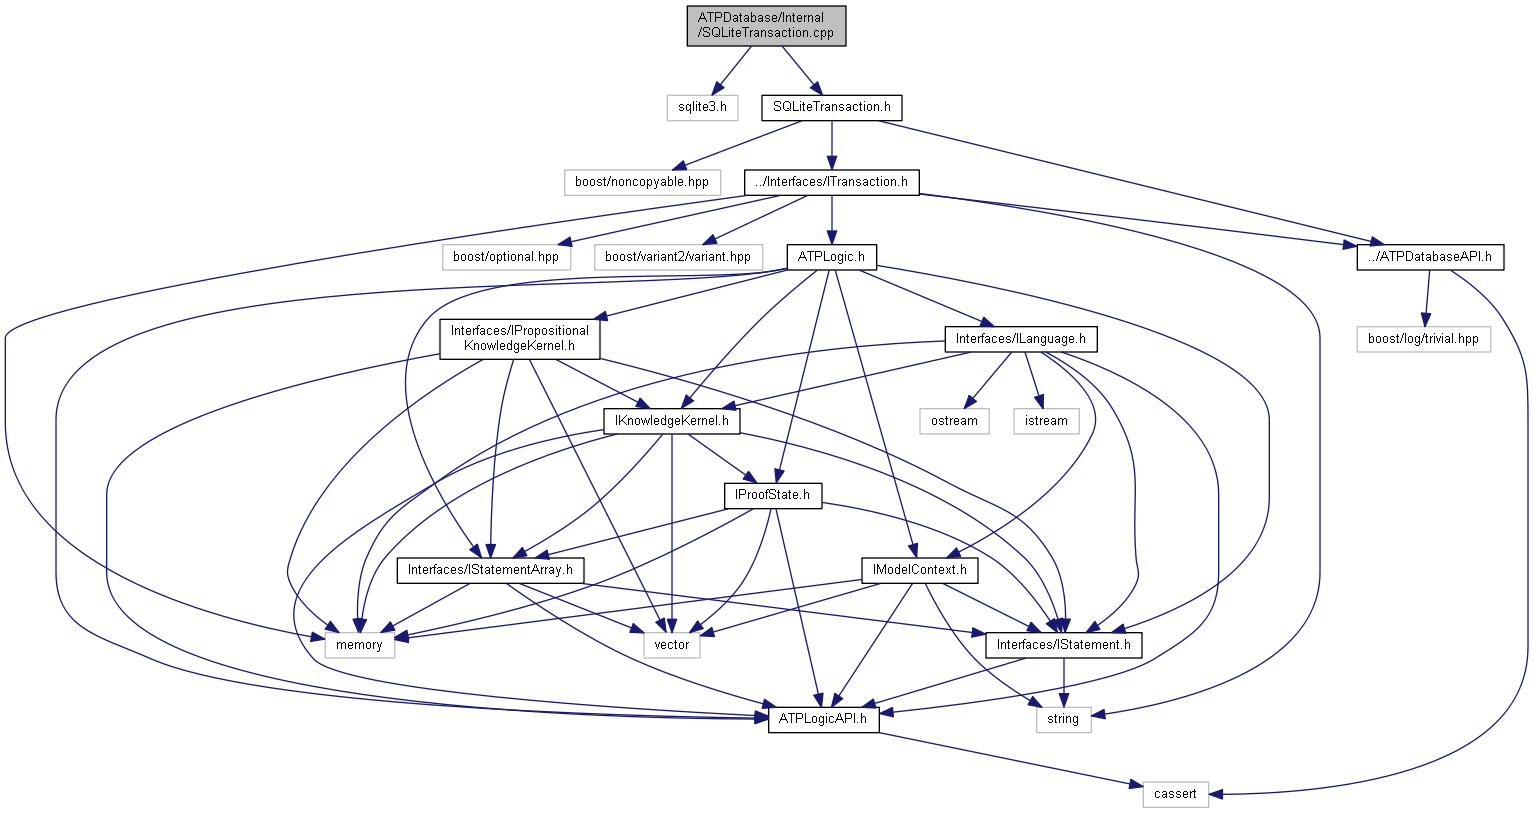 ATPDatabase/Internal
/SQLiteTransaction.cpp
sqlite3.h
SQLiteTransaction.h
boost/noncopyable.hpp
../Interfaces/ITransaction.h
boost/optional.hpp
boost/variant2/variant.hpp
ATPLogic.h
../ATPDatabaseAPI.h
Interfaces/IPropositional
KnowledgeKernel.h
Interfaces/ILanguage.h
boost/log/trivial.hpp
IKnowledgeKernel.h
ostream
istream
IProofState.h
Interfaces/IStatementArray.h
IModelContext.h
memory
vector
Interfaces/IStatement.h
ATPLogicAPI.h
string
cassert